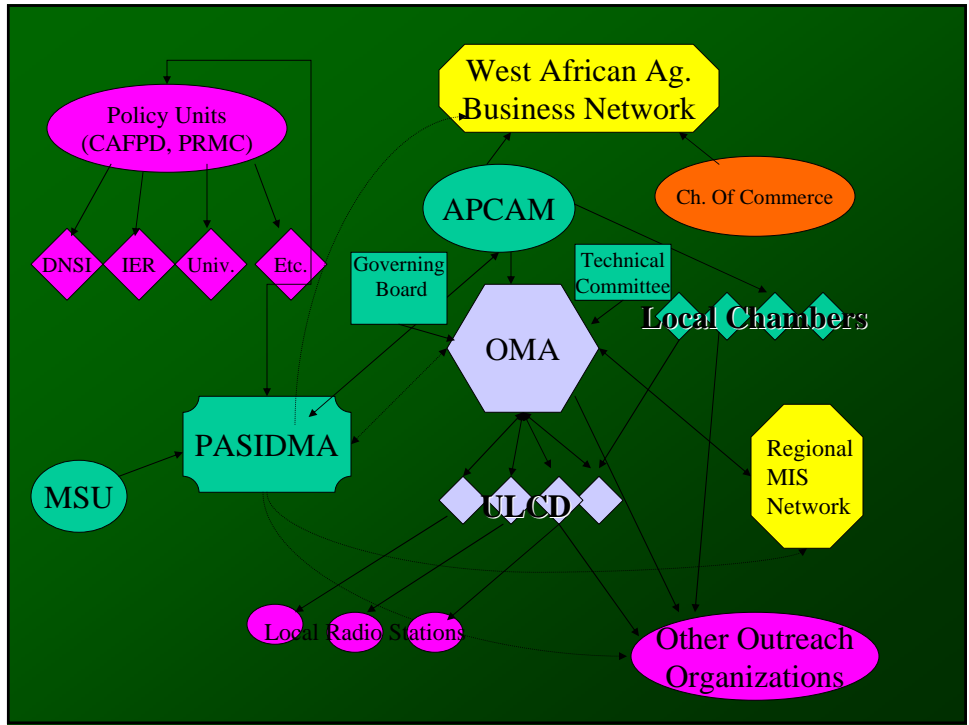 West African Ag.
Business Network
Policy Units
(CAFPD, PRMC)
Ch. Of Commerce
APCAM
DNSI
IER
Univ.
Etc.
Governing
Board
Technical
Committee
Local Chambers
OMA
PASIDMA
Regional
MIS
Network
MSU
ULCD
Local Radio Stations
Other Outreach
Organizations